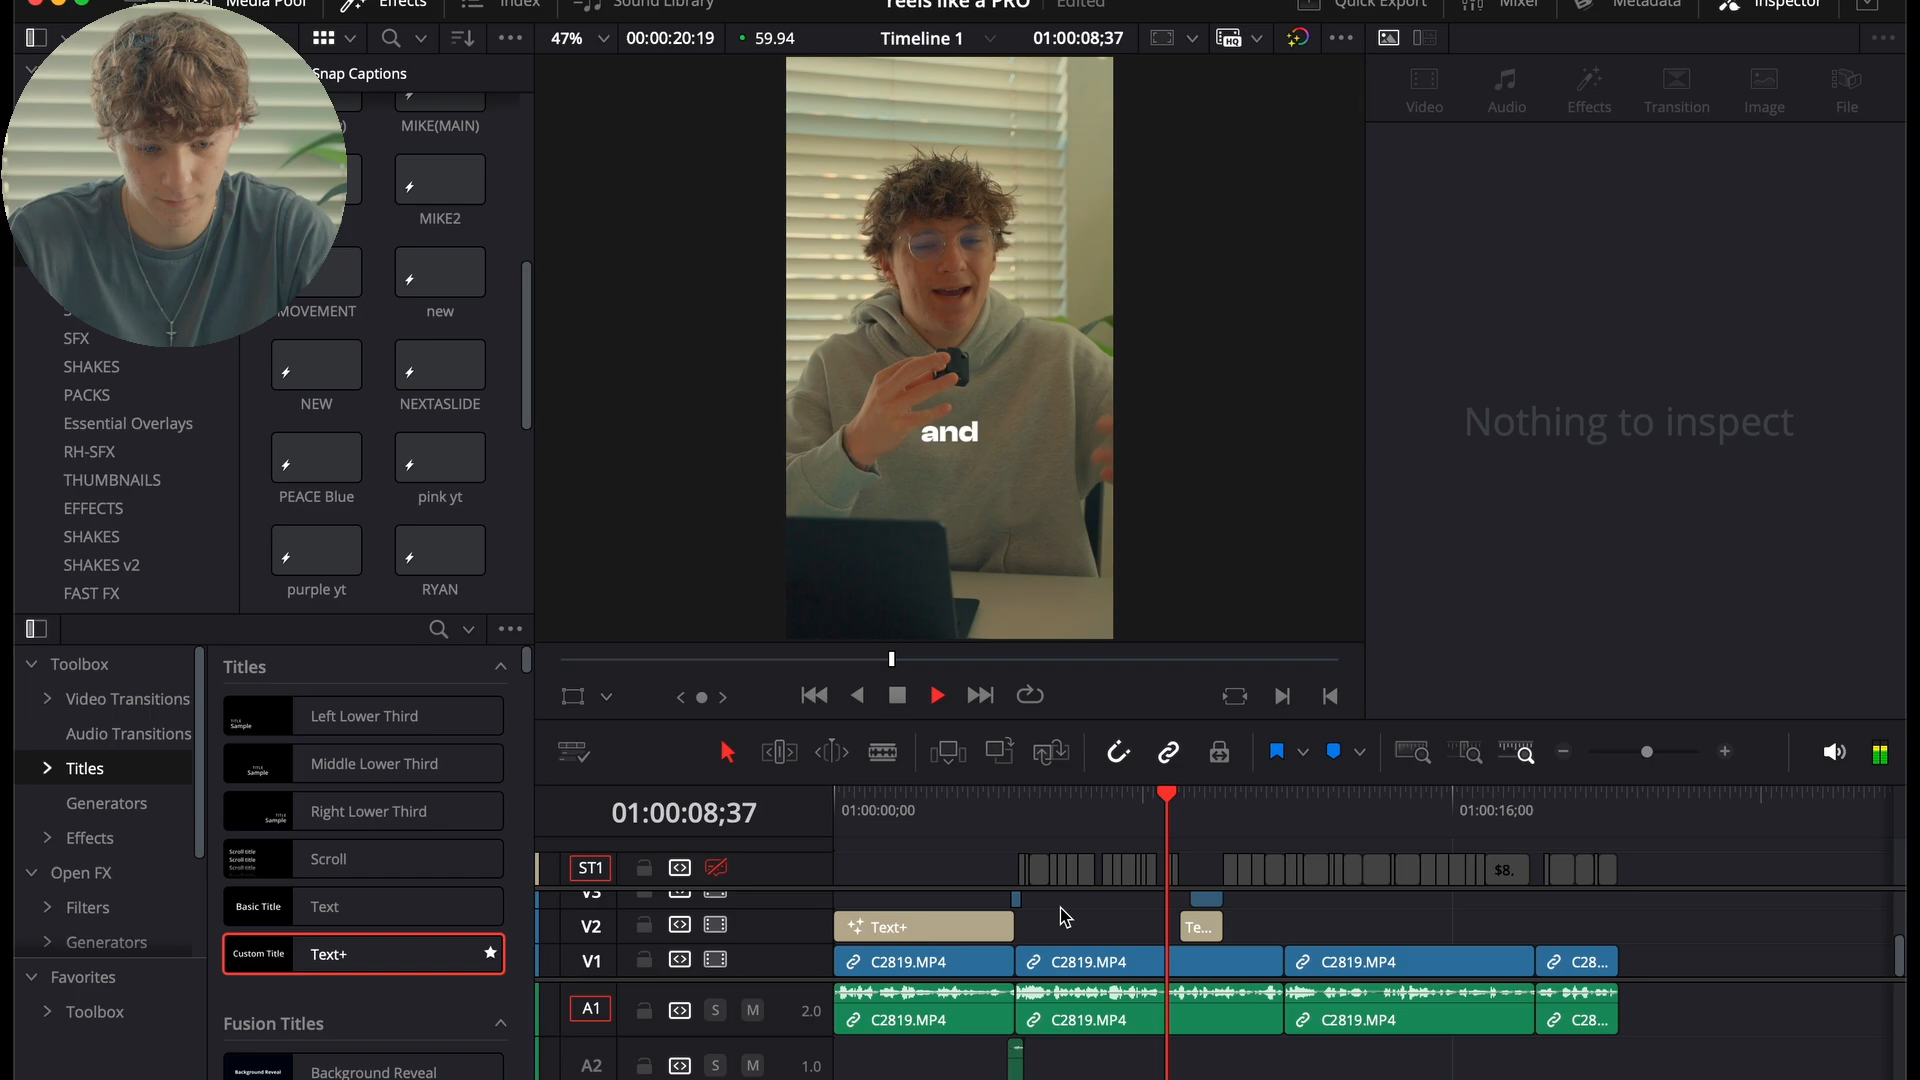 Media Pool
Effects
Index
Sound Library
reels like a PRO
Edited
Quick Export
Mixer
Metadata
Inspector
47%
00:00:20:19
59.94
Timeline 1
01:00:08;37
HQ
Snap Captions
MIKE(MAIN)
MIKE2
MOVEMENT
new
SFX
SHAKES
PACKS
Essential Overlays
RH-SFX
THUMBNAILS
EFFECTS
SHAKES
SHAKES v2
FAST FX
NEW
NEXTASLIDE
PEACE Blue
pink yt
purple yt
RYAN
and
Video
Audio
Effects
Transition
Image
File
Nothing to inspect
Toolbox
Video Transitions
Audio Transitions
Titles
Generators
Effects
Open FX
Filters
Generators
Favorites
Toolbox
Titles
Left Lower Third
Middle Lower Third
Right Lower Third
Scroll
Basic Title
Text
Custom Title
Text+
Fusion Titles
Background Reveal
Background Reveal
01:00:08;37
01:00:00;00
01:00:16;00
ST1
$8.
V3
V2
Text+
Te...
V1
C2819.MP4
C2819.MP4
C2819.MP4
C28...
A1
S
M
2.0
C2819.MP4
C2819.MP4
C2819.MP4
C28...
A2
S
M
1.0